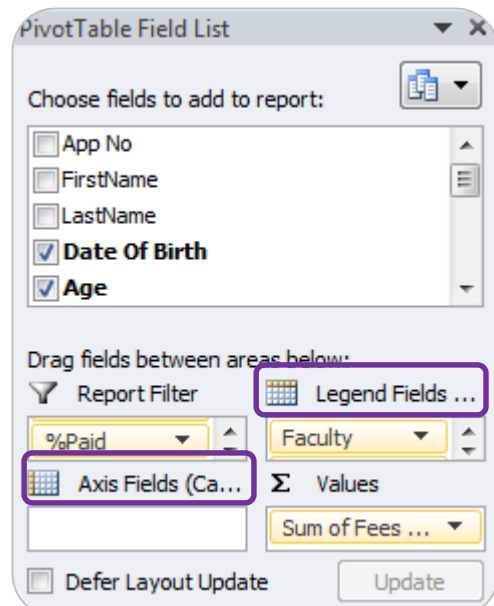 PivotTable Field List
Choose fields to add to report:
App No
FirstName
LastName
Date Of Birth
Age
Drag fields between areas below:
Report Filter
Legend Fields ...
%Paid
Faculty
Axis Fields (Ca...
Σ Values
Sum of Fees ...
Defer Layout Update
Update